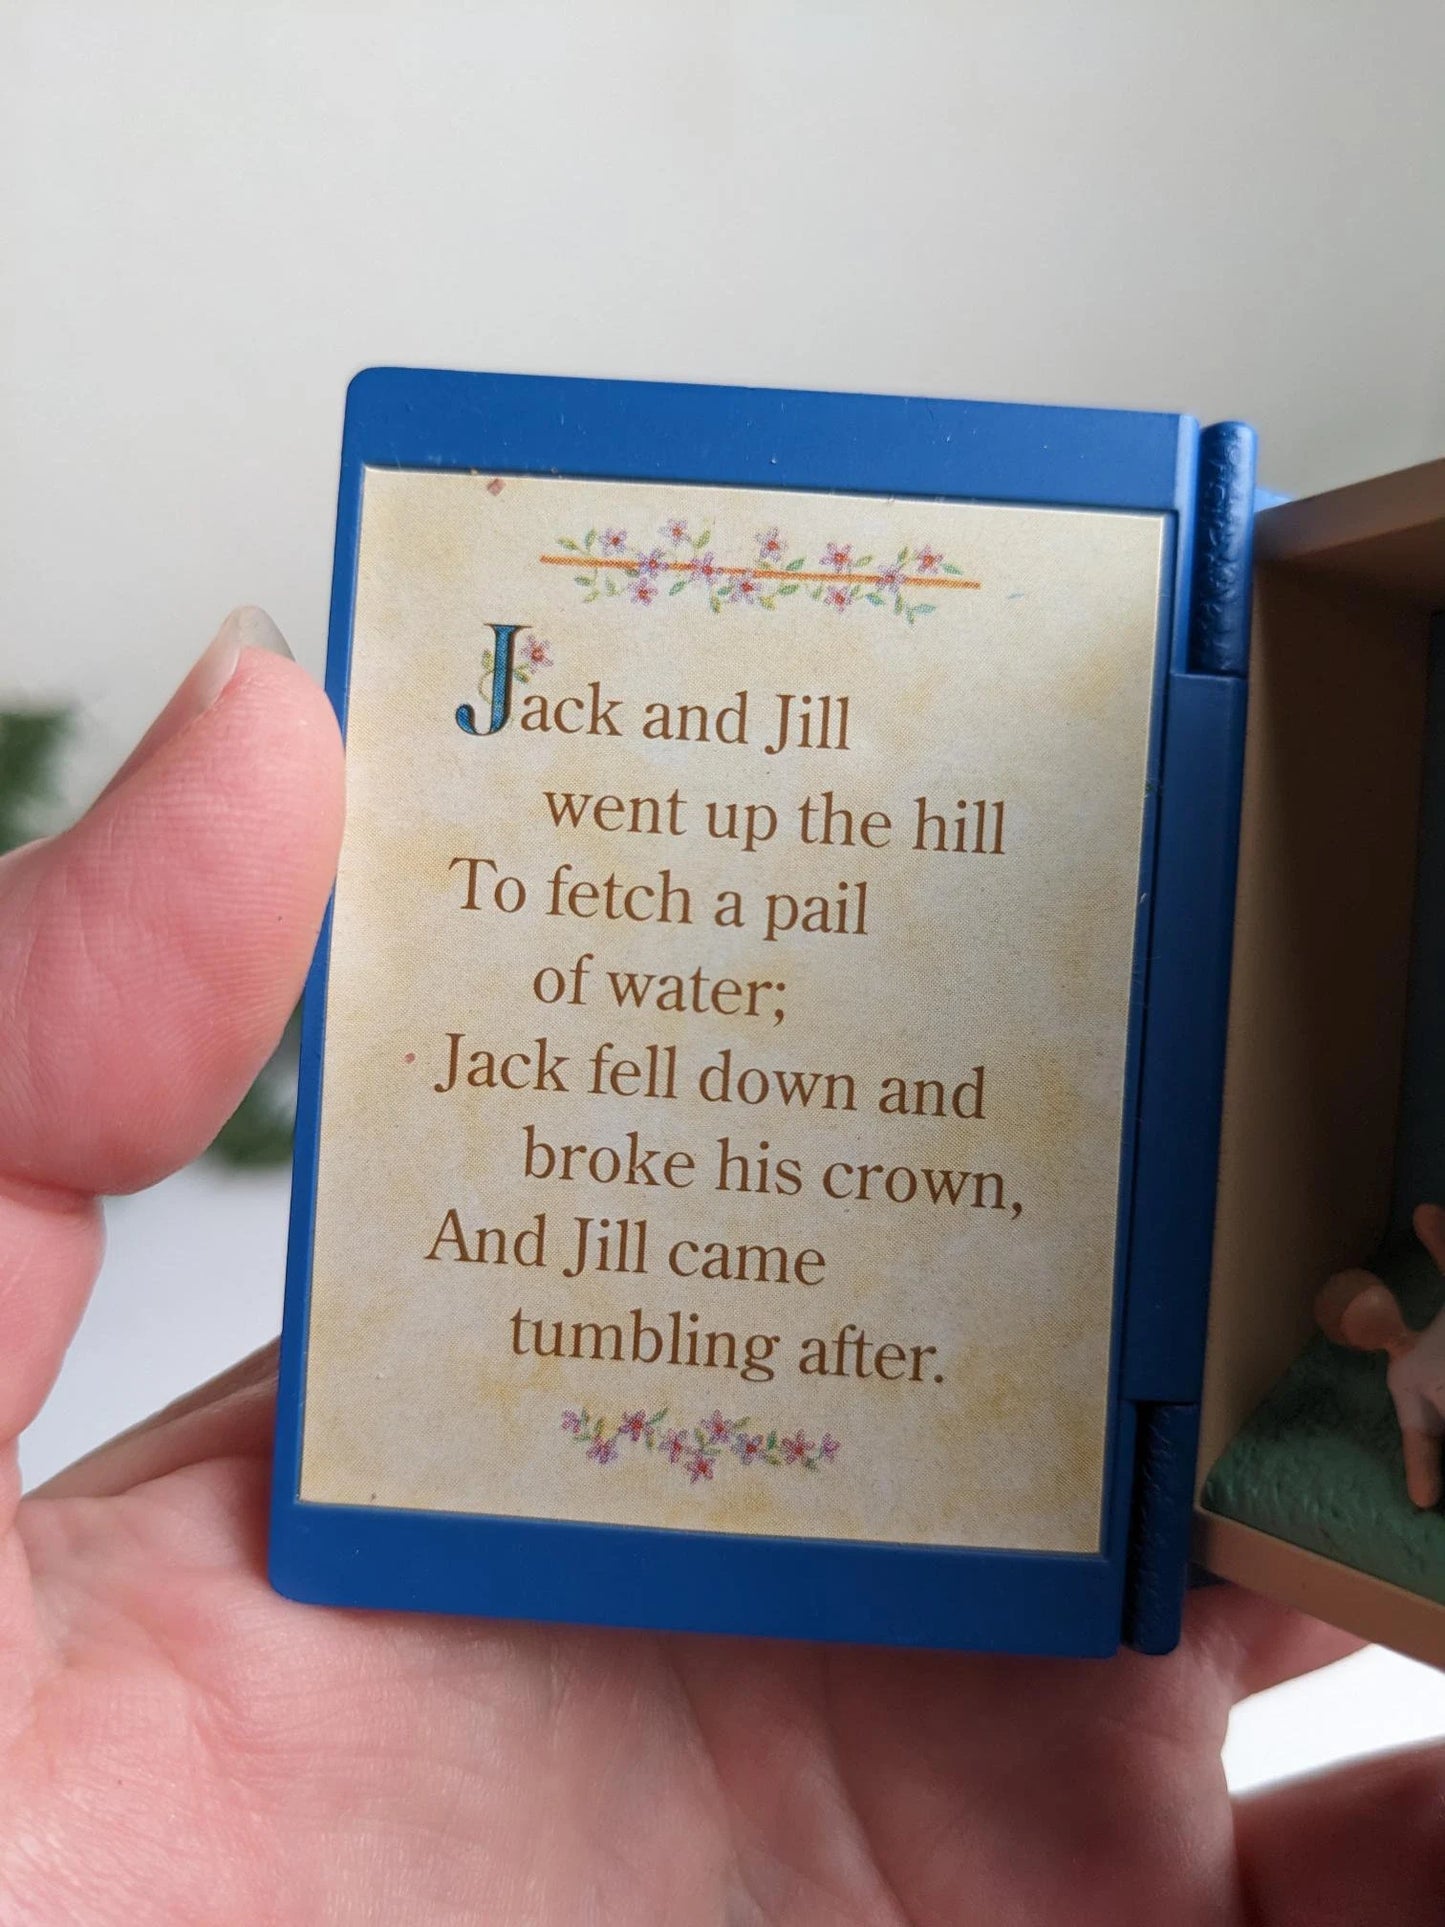 Jack and Jill
went up the hill
To fetch a pail
of water;
Jack fell down and
broke his crown,
And Jill came
tumbling after.